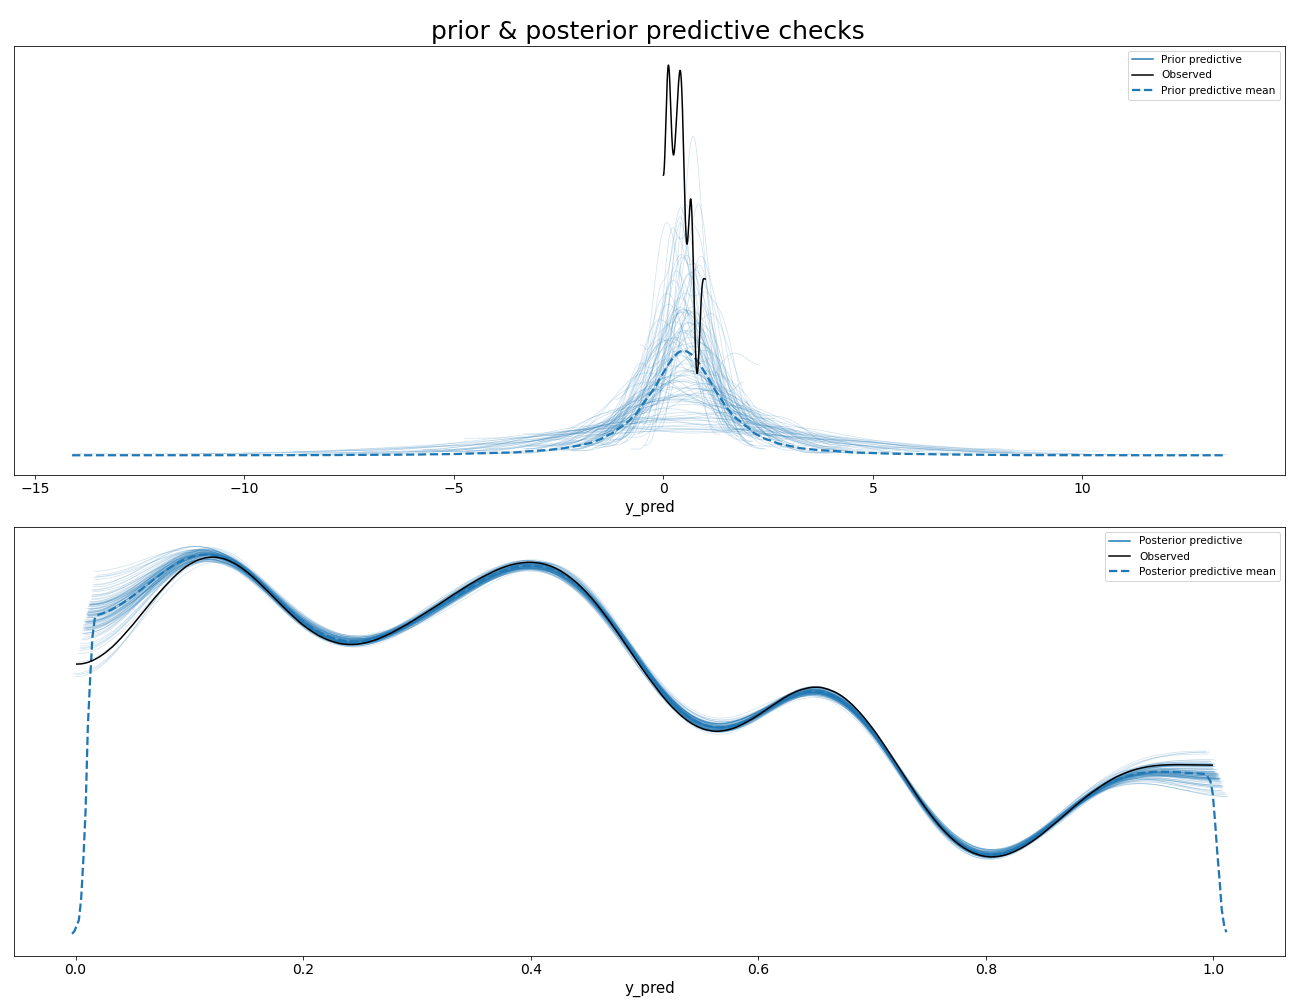 prior & posterior predictive checks
Prior predictive
Observed
Prior predictive mean
−15
−10
−5
0
5
10
y_pred
Posterior predictive
Observed
Posterior predictive mean
0.0
0.2
0.4
0.6
0.8
1.0
y_pred